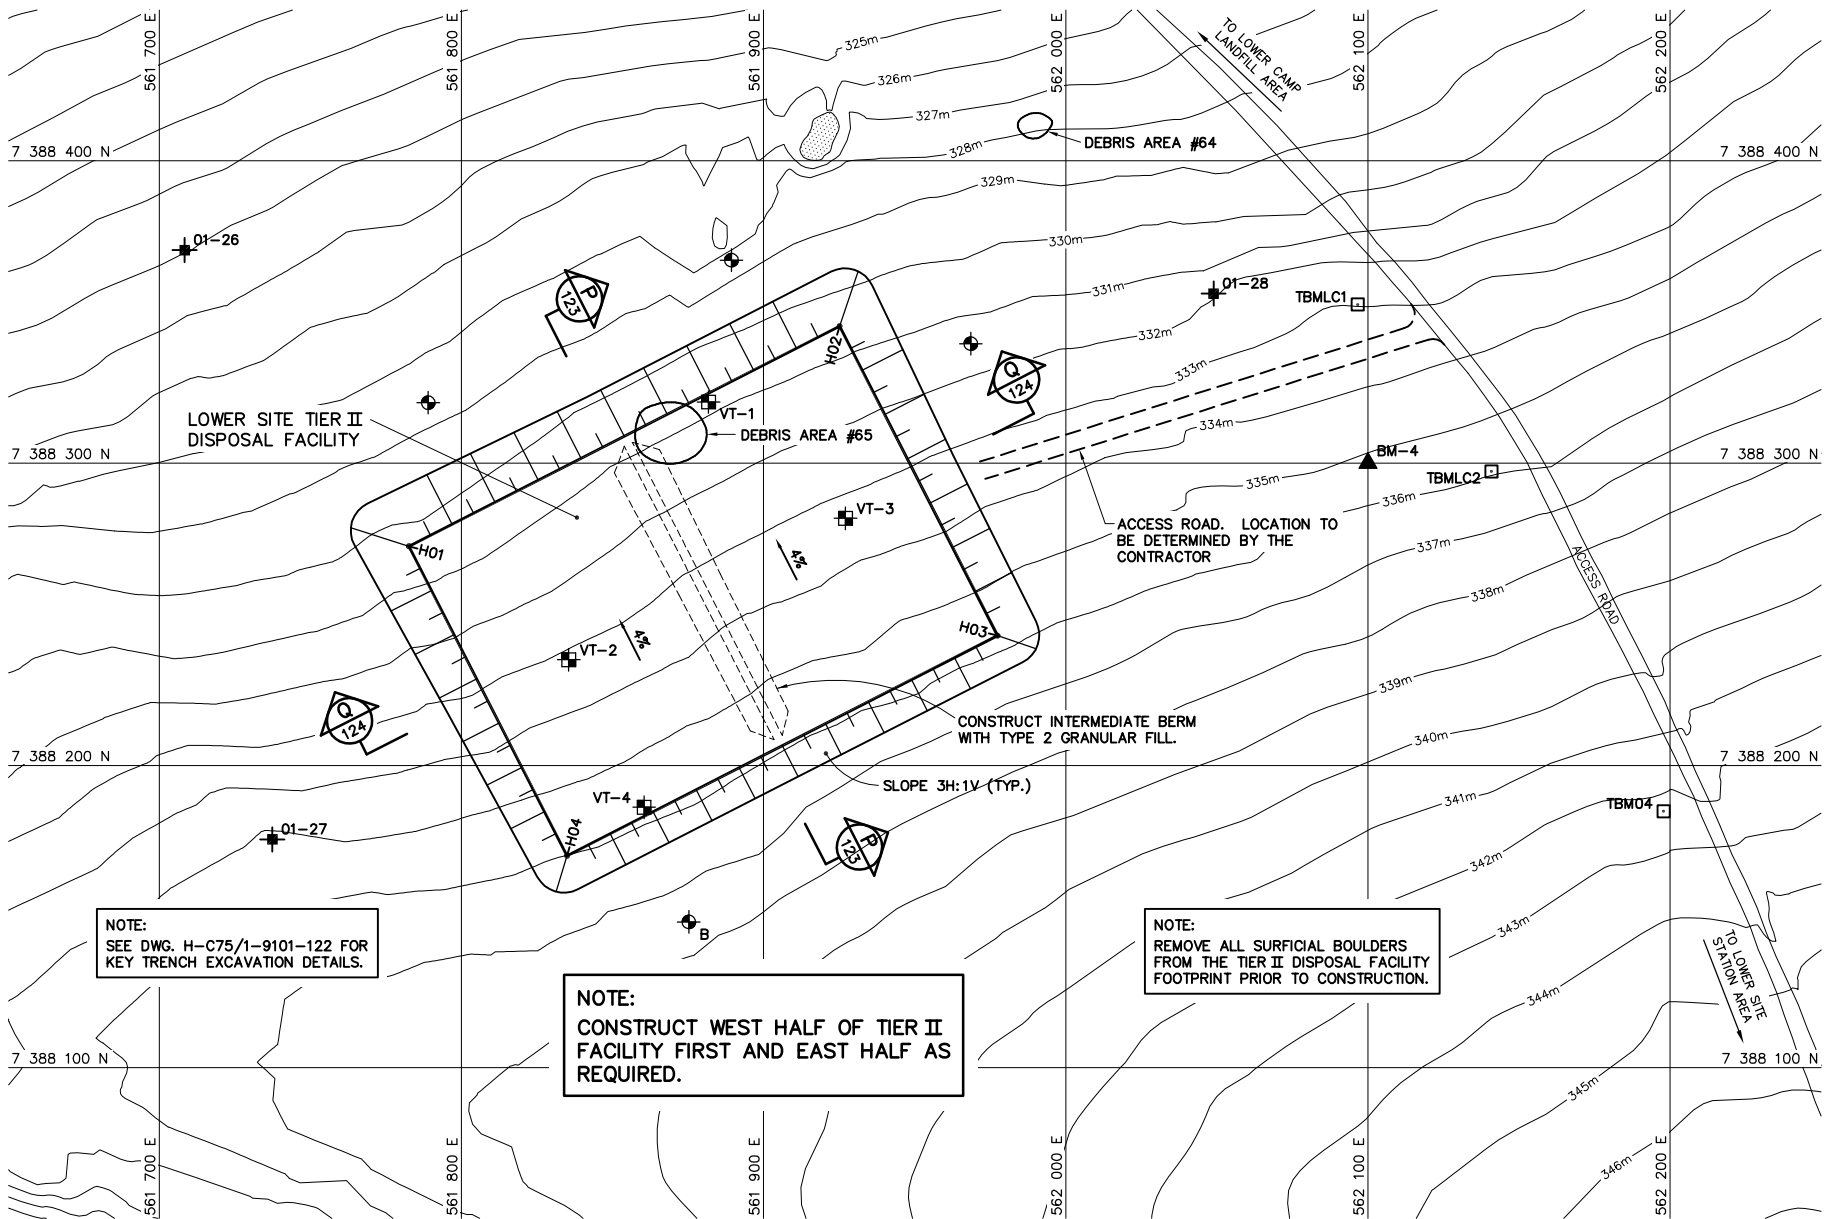 561 700 E
561 800 E
561 900 E
562 000 E
562 100 E
562 200 E
TO LOWER CAMP
LANDFILL AREA
325m
326m
327m
328m
329m
330m
331m
332m
333m
334m
335m
336m
337m
338m
339m
340m
341m
342m
343m
344m
345m
346m
7 388 400 N
7 388 400 N
DEBRIS AREA #64
01-26
P
123
01-28
TBMLC1
H02
Q
124
LOWER SITE TIER II
DISPOSAL FACILITY
VT-1
DEBRIS AREA #65
7 388 300 N
7 388 300 N
BM-4
TBMLC2
VT-3
H01
4%
ACCESS ROAD. LOCATION TO
BE DETERMINED BY THE
CONTRACTOR
ACCESS ROAD
H03
4%
VT-2
Q
124
CONSTRUCT INTERMEDIATE BERM
WITH TYPE 2 GRANULAR FILL.
7 388 200 N
7 388 200 N
SLOPE 3H:1V (TYP.)
VT-4
TBM04
01-27
H04
P
123
B
NOTE:
SEE DWG. H-C75/1-9101-122 FOR
KEY TRENCH EXCAVATION DETAILS.
NOTE:
REMOVE ALL SURFICIAL BOULDERS
FROM THE TIER II DISPOSAL FACILITY
FOOTPRINT PRIOR TO CONSTRUCTION.
TO LOWER SITE
STATION AREA
NOTE:
CONSTRUCT WEST HALF OF TIER II
FACILITY FIRST AND EAST HALF AS
REQUIRED.
7 388 100 N
7 388 100 N
561 700 E
561 800 E
561 900 E
562 000 E
562 100 E
562 200 E